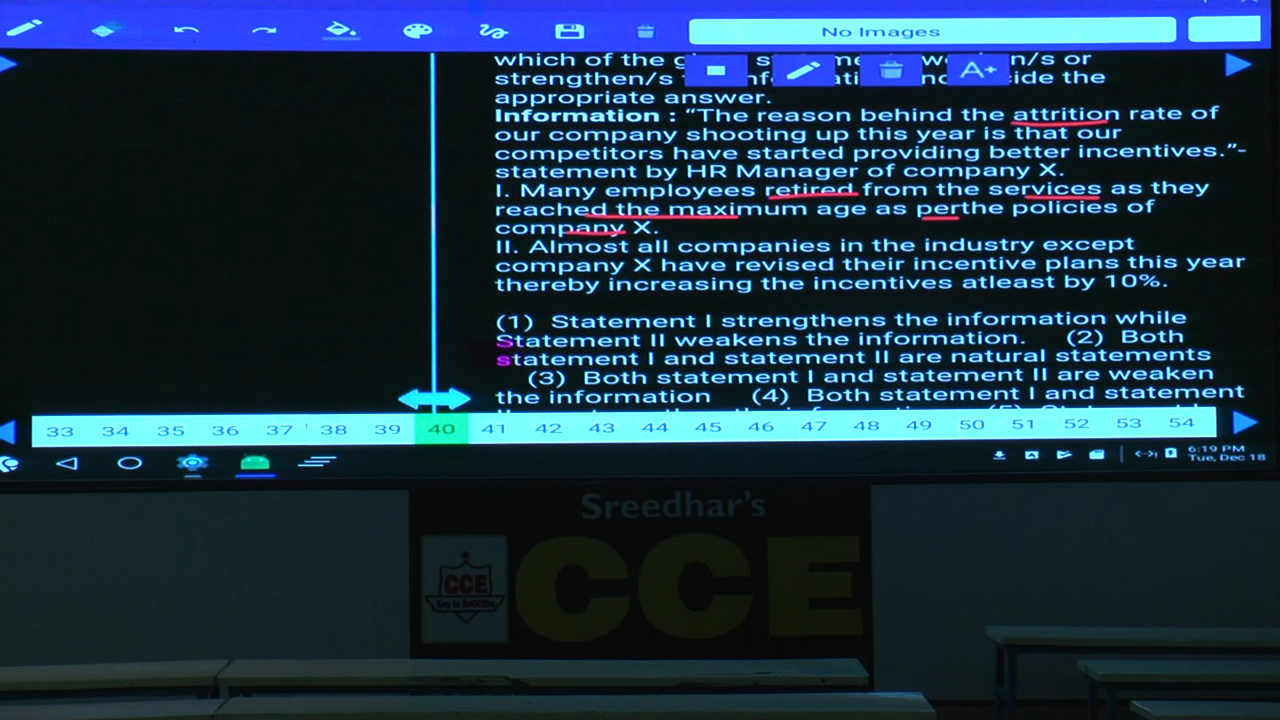 No Images
which of the
strengthen/s
appropriate answer.
Information : “The reason behind the attrition rate of
our company shooting up this year is that our
competitors have started providing better incentives.”-
statement by HR Manager of company X.
I. Many employees retired from the services as they
reached the maximum age as perthe policies of
company X.
II. Almost all companies in the industry except
company X have revised their incentive plans this year
thereby increasing the incentives atleast by 10%.
(1) Statement I strengthens the information while
Statement II weakens the information. (2) Both
statement I and statement II are natural statements
(3) Both statement I and statement II are weaken
the information (4) Both statement I and statement
33 34 35 36 37 38 39 40 41 42 43 44 45 46 47 48 49 50 51 52 53 54
6:19 PM
Tue, Dec 18
Sreedhar's
CCE
CCE